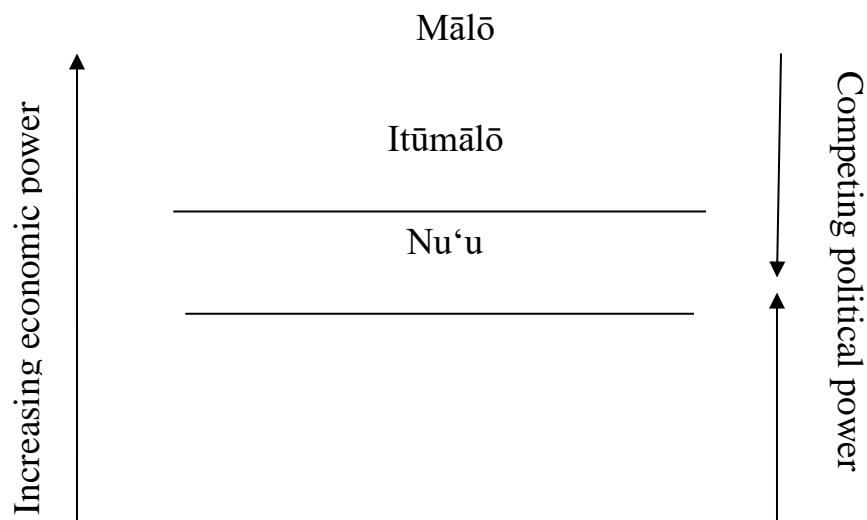 Mālō
Itūmālō
Nu‘u
Increasing economic power
Competing political power